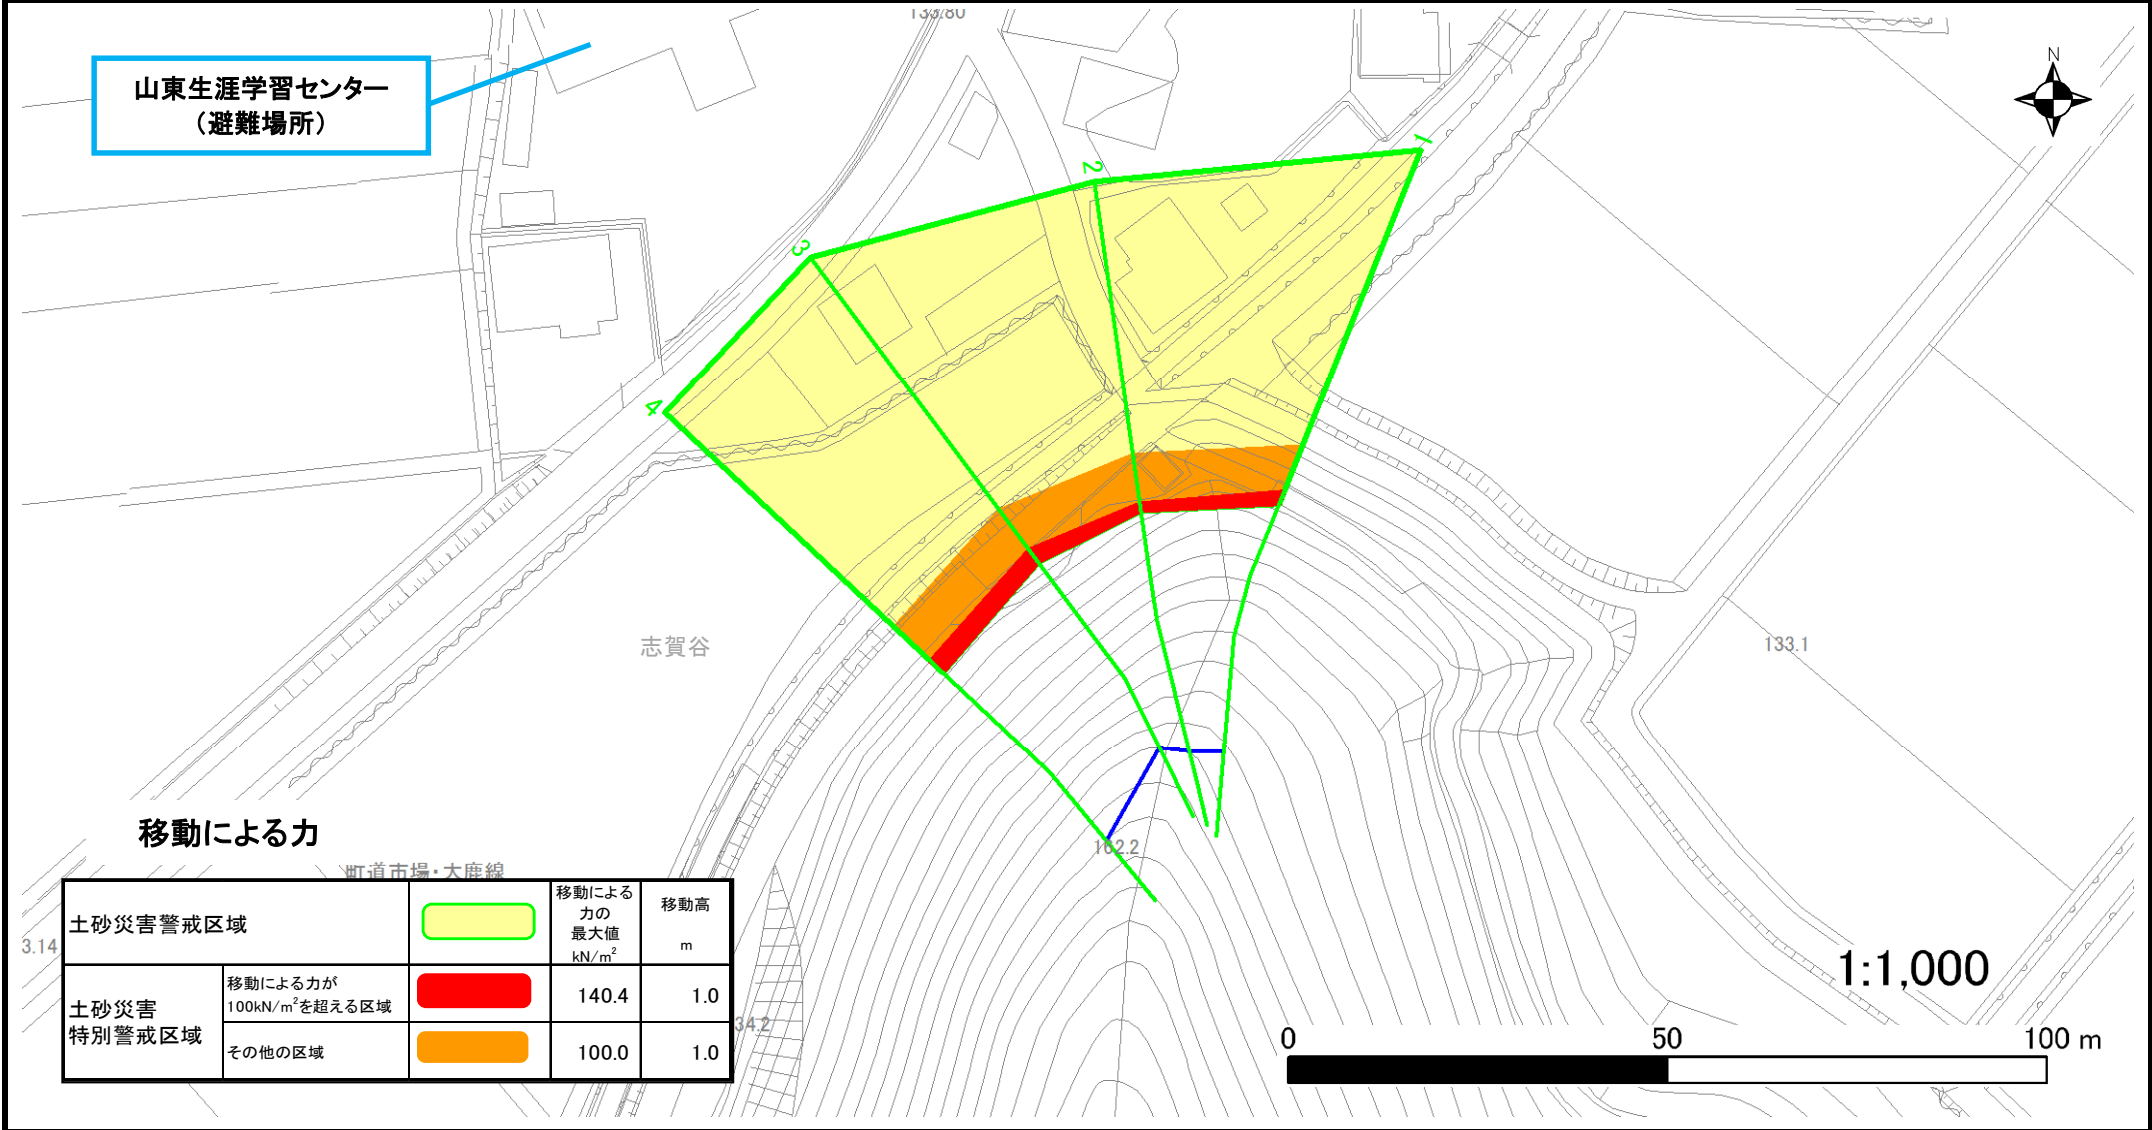 133.80
山東生涯学習センター
（避難場所）
N
1
2
3
4
志賀谷
133.1
162.2
移動による力
町道市場・大鹿線
3.14
34.2
土砂災害警戒区域
移動による
力の
最大値
kN/m²
移動高
m
土砂災害
特別警戒区域
移動による力が
100kN/m²を超える区域
140.4
1.0
その他の区域
100.0
1.0
1:1,000
0
50
100 m